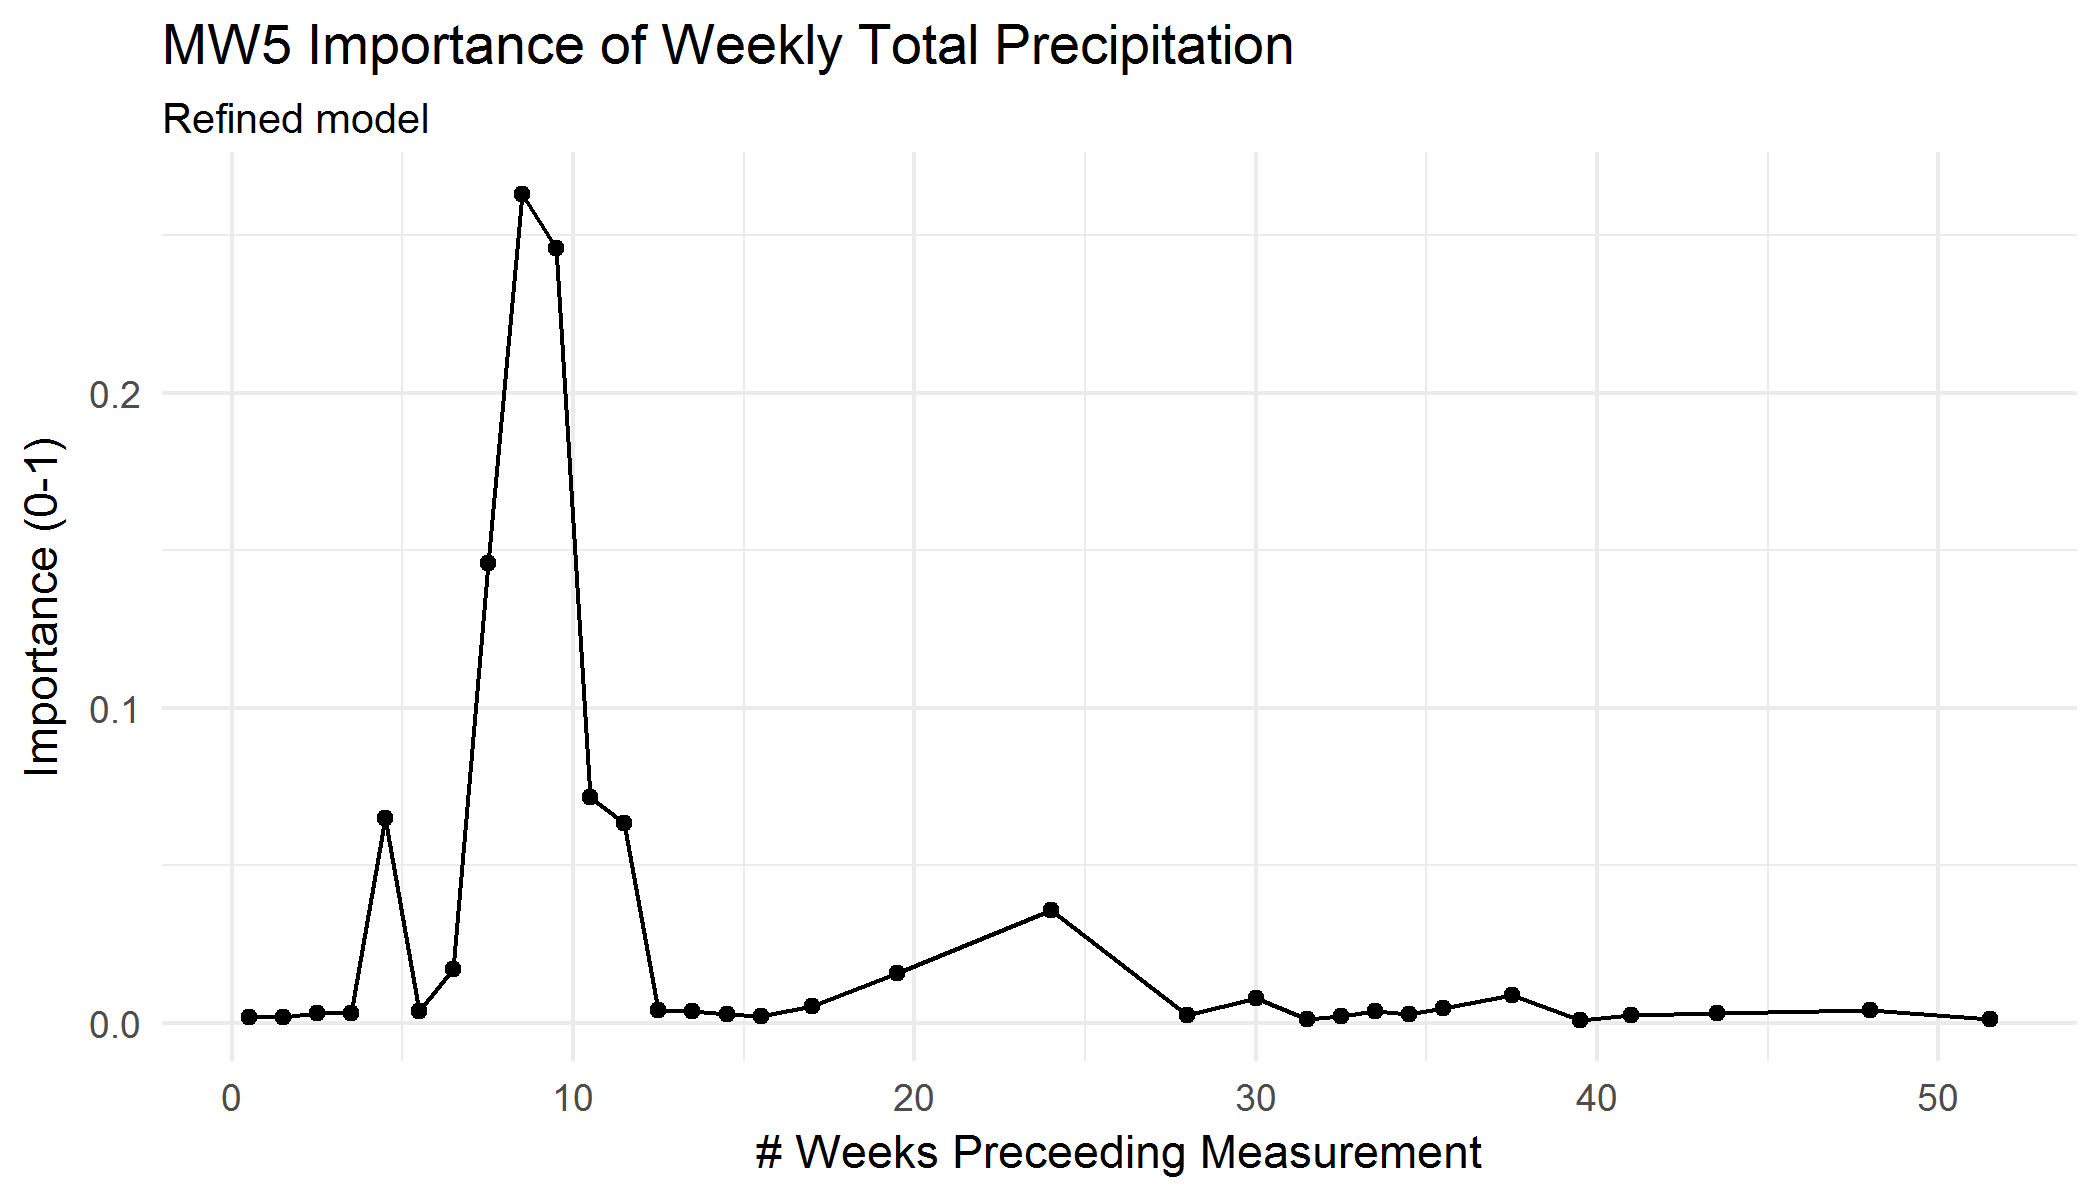 MW5 Importance of Weekly Total Precipitation
Refined model
Importance (0-1)
0.2
0.1
0.0
0 10 20 30 40 50
# Weeks Preceeding Measurement